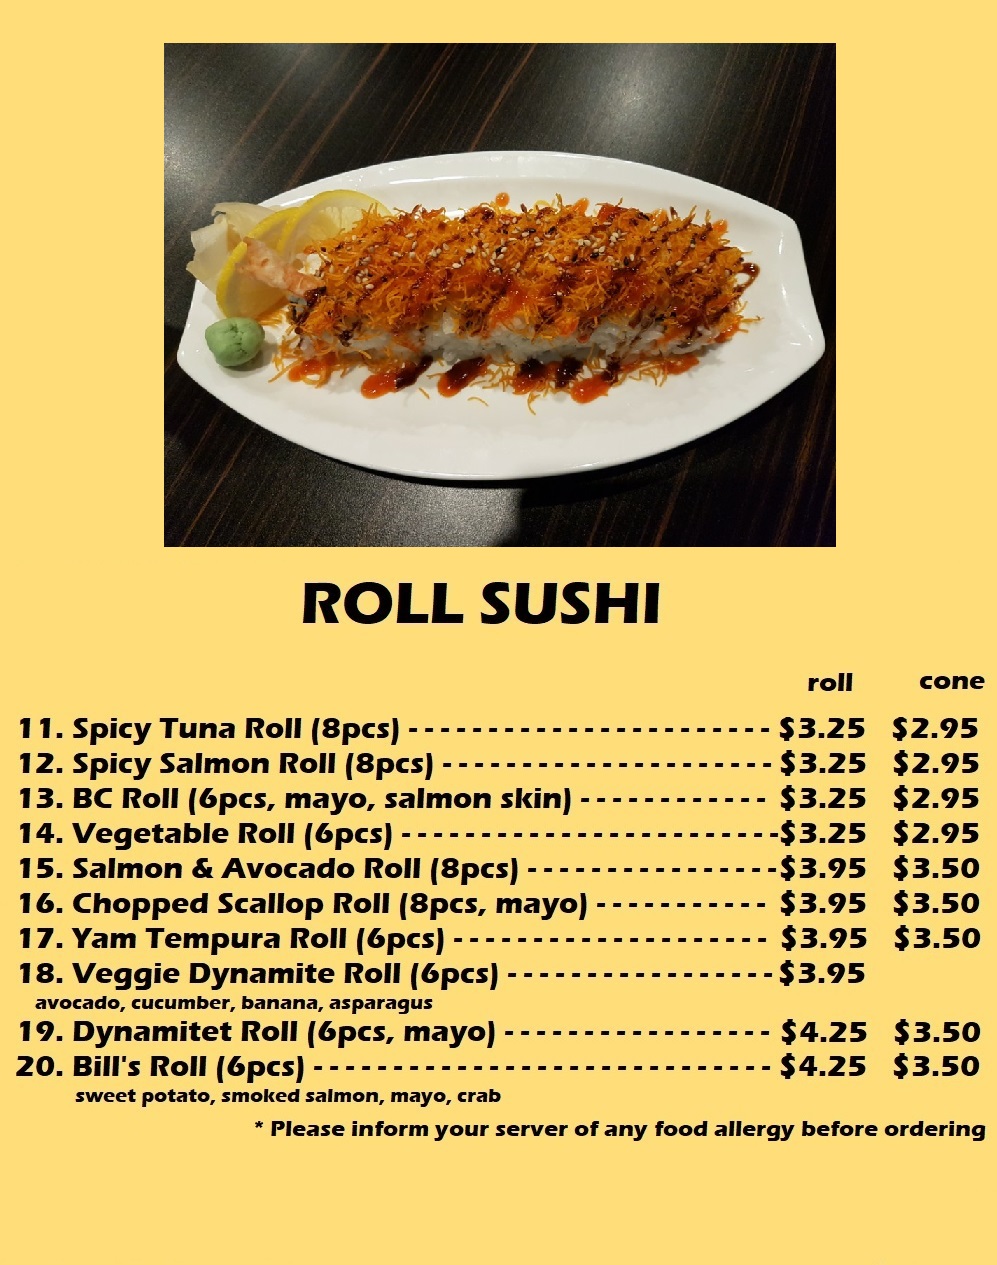 ROLL SUSHI
roll cone
11. Spicy Tuna Roll (8pcs) - - - - - - - - - - - - - - - - - - - - - - - $3.25 $2.95
12. Spicy Salmon Roll (8pcs) - - - - - - - - - - - - - - - - - - - - - $3.25 $2.95
13. BC Roll (6pcs, mayo, salmon skin) - - - - - - - - - - - - $3.25 $2.95
14. Vegetable Roll (6pcs) - - - - - - - - - - - - - - - - - - - - - - - -$3.25 $2.95
15. Salmon & Avocado Roll (8pcs) - - - - - - - - - - - - - - - -$3.95 $3.50
16. Chopped Scallop Roll (8pcs, mayo) - - - - - - - - - - - $3.95 $3.50
17. Yam Tempura Roll (6pcs) - - - - - - - - - - - - - - - - - - - - $3.95 $3.50
18. Veggie Dynamite Roll (6pcs) - - - - - - - - - - - - - - - - -$3.95
avocado, cucumber, banana, asparagus
19. Dynamitet Roll (6pcs, mayo) - - - - - - - - - - - - - - - - - $4.25 $3.50
20. Bill's Roll (6pcs) - - - - - - - - - - - - - - - - - - - - - - - - - - - - - $4.25 $3.50
sweet potato, smoked salmon, mayo, crab
* Please inform your server of any food allergy before ordering